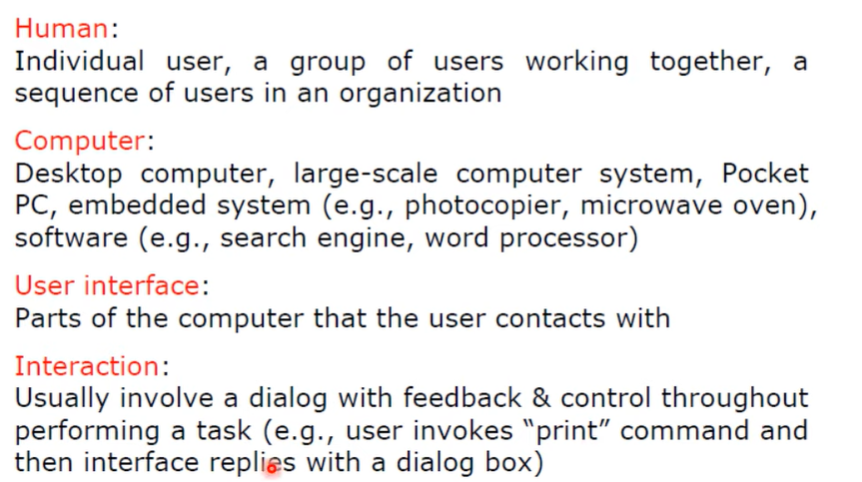 Human:
Individual user, a group of users working together, a
sequence of users in an organization
Computer:
Desktop computer, large-scale computer system, Pocket
PC, embedded system (e.g., photocopier, microwave oven),
software (e.g., search engine, word processor)
User interface:
Parts of the computer that the user contacts with
Interaction:
Usually involve a dialog with feedback & control throughout
performing a task (e.g., user invokes “print” command and
then interface replies with a dialog box)